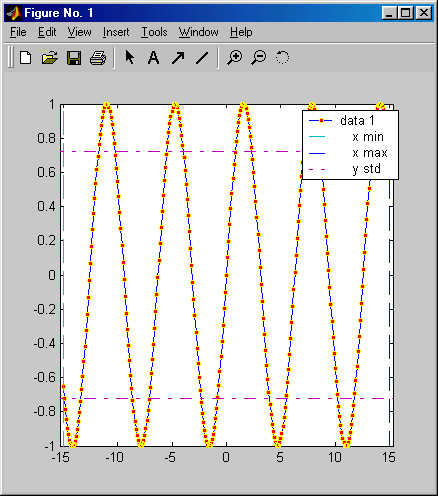 Figure No. 1
File Edit View Insert Tools Window Help
A
1
0.8
0.6
0.4
0.2
0
-0.2
-0.4
-0.6
-0.8
-1
-15
-10
-5
0
5
10
15
data 1
x min
x max
y std